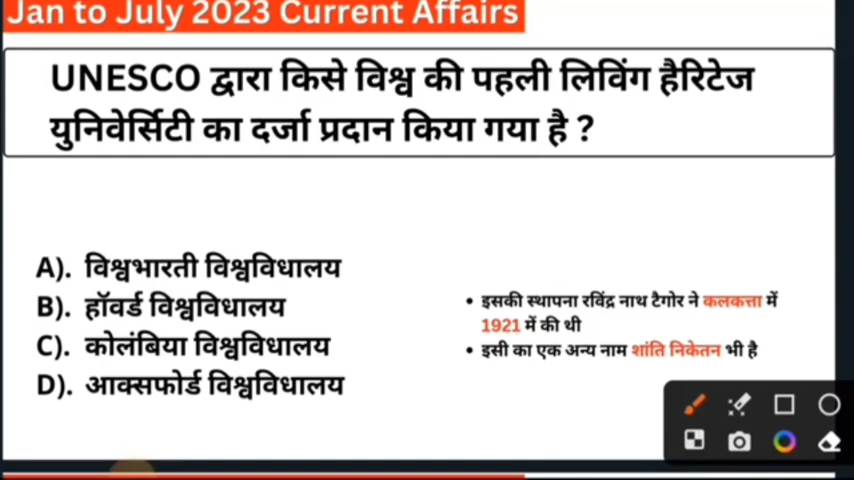 Jan to July 2023 Current Affairs
UNESCO द्वारा किसे विश्व की पहली लिविंग हैरिटेज
युनिवेर्सिटी का दर्जा प्रदान किया गया है ?
A). विश्वभारती विश्वविधालय
B). हॉवर्ड विश्वविधालय
C). कोलंबिया विश्वविधालय
D). आक्सफोर्ड विश्वविधालय
• इसकी स्थापना रविंद्र नाथ टैगोर ने कलकत्ता में
1921 में की थी
• इसी का एक अन्य नाम शांति निकेतन भी है